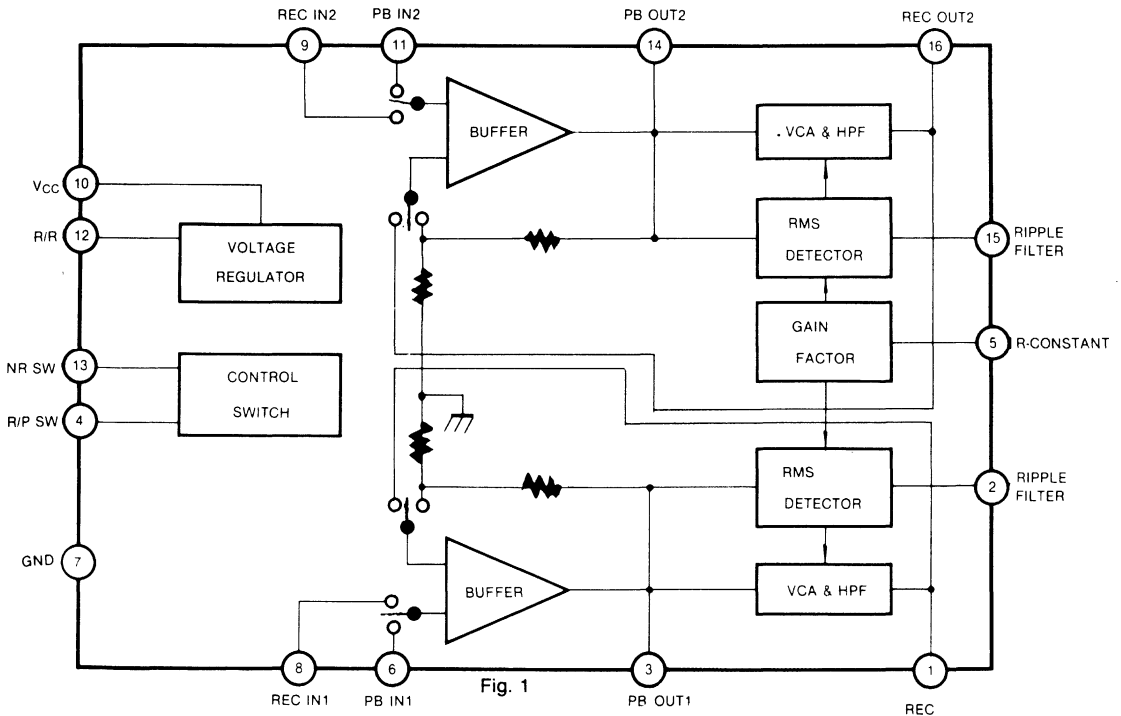 REC IN2
PB IN2
PB OUT2
REC OUT2
9
11
14
16
BUFFER
. VCA & HPF
VCC
10
R/R
12
VOLTAGE
REGULATOR
RMS
DETECTOR
15
RIPPLE
FILTER
GAIN
FACTOR
5
R-CONSTANT
NR SW
13
R/P SW
4
CONTROL
SWITCH
RMS
DETECTOR
2
RIPPLE
FILTER
GND
7
BUFFER
VCA & HPF
8
6
3
1
REC IN1
PB IN1
Fig. 1
PB OUT1
REC